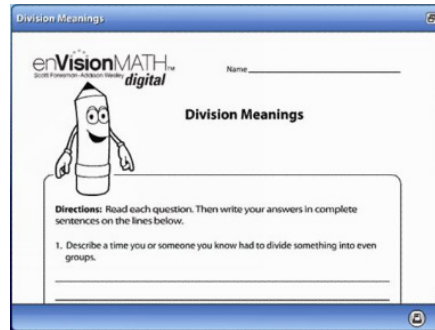 Division Meanings
enVisionMATH™
Scott Foresman-Addison Wesley digital
Name
Division Meanings
Directions: Read each question. Then write your answers in complete
sentences on the lines below.
1. Describe a time you or someone you know had to divide something into even
groups.